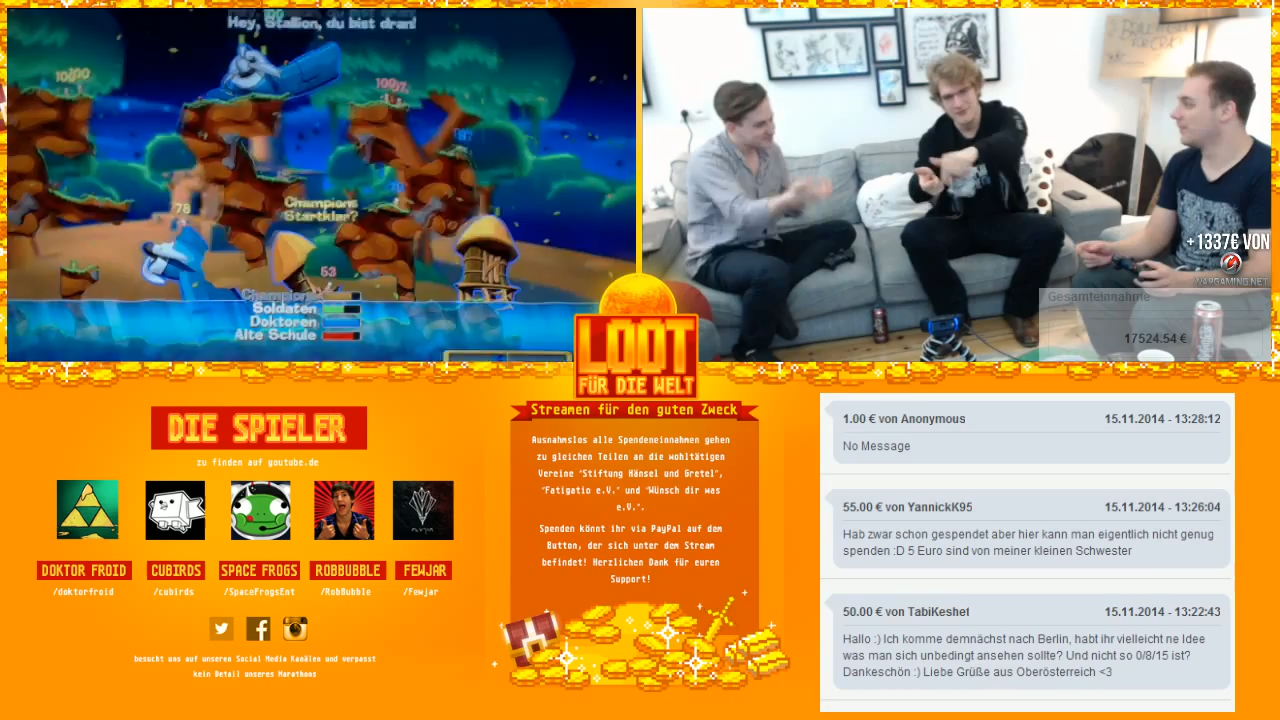 Hey, Stallion, du bist dran!
100%
78
Champions
Startklar?
53
Champions
Soldaten
Doktoren
Alte Schule
+1337€ VON
WARGAMING.NET
Gesamteinnahme
17524.54 €
LOOT
FÜR DIE WELT
Streamen für den guten Zweck
Ausnahmslos alle Spendeneinnahmen gehen
zu gleichen Teilen an die wohltätigen
Vereine "Stiftung Hänsel und Gretel",
"Fatigatio e.V." und "Wünsch dir was
e.V.".
Spenden könnt ihr via PayPal auf dem
Button, der sich unter dem Stream
befindet! Herzlichen Dank für euren
Support!
DIE SPIELER
zu finden auf youtube.de
DOKTOR FROID
CUBIRDS
SPACE FROGS
ROBBUBBLE
FEWJAR
/doktorfroid
/cubirds
/SpaceFrogsEnt
/RobBubble
/Fewjar
besucht uns auf unseren Social Media Kanälen und verpasst
kein Detail unseres Marathons
1.00 € von Anonymous 15.11.2014 - 13:28:12
No Message
55.00 € von YannickK95 15.11.2014 - 13:26:04
Hab zwar schon gespendet aber hier kann man eigentlich nicht genug
spenden :D 5 Euro sind von meiner kleinen Schwester
50.00 € von TabiKeshet 15.11.2014 - 13:22:43
Hallo :) Ich komme demnächst nach Berlin, habt ihr vielleicht ne Idee
was man sich unbedingt ansehen sollte? Und nicht so 0/8/15 ist?
Dankeschön :) Liebe Grüße aus Oberösterreich <3